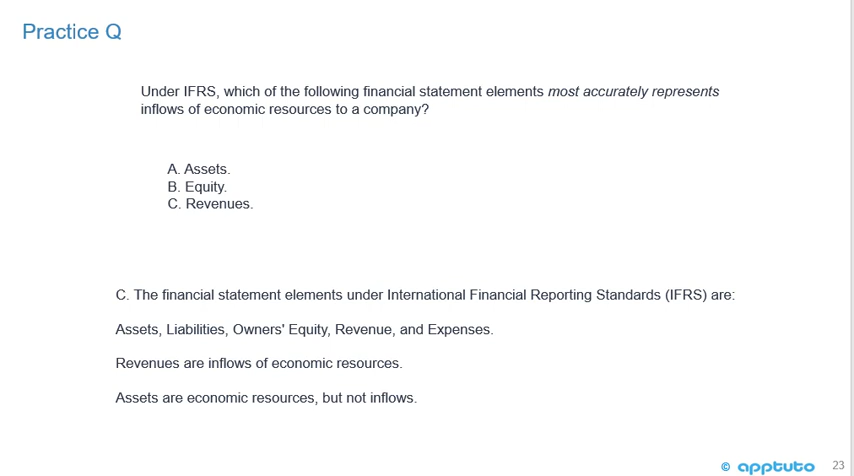 Practice Q
Under IFRS, which of the following financial statement elements most accurately represents
inflows of economic resources to a company?
A. Assets.
B. Equity.
C. Revenues.
C. The financial statement elements under International Financial Reporting Standards (IFRS) are:
Assets, Liabilities, Owners' Equity, Revenue, and Expenses.
Revenues are inflows of economic resources.
Assets are economic resources, but not inflows.
© apptuto 23